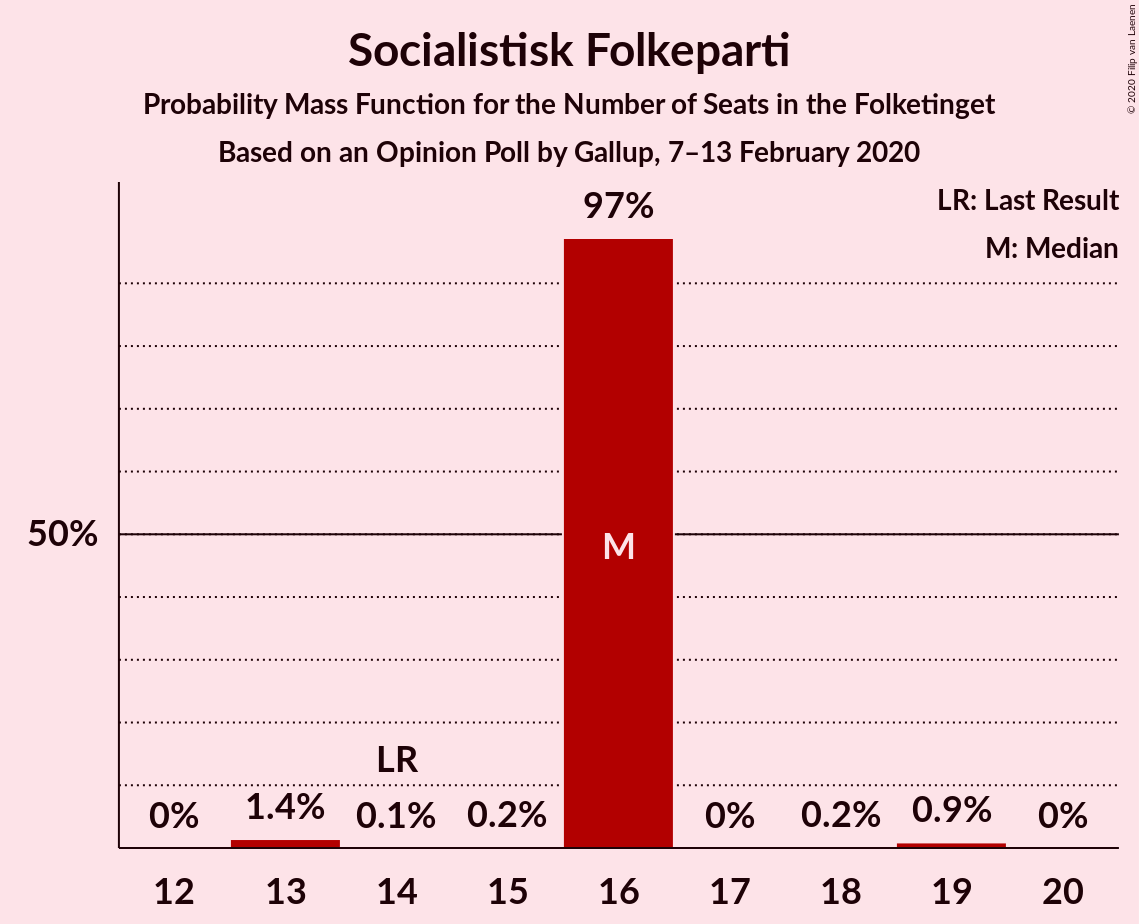 Socialistisk Folkeparti
Probability Mass Function for the Number of Seats in the Folketinget
Based on an Opinion Poll by Gallup, 7–13 February 2020
© 2020 Filip van Laenen
LR: Last Result
M: Median
97%
50%
M
LR
0%
1.4%
0.1%
0.2%
0%
0.2%
0.9%
0%
12 13 14 15 16 17 18 19 20